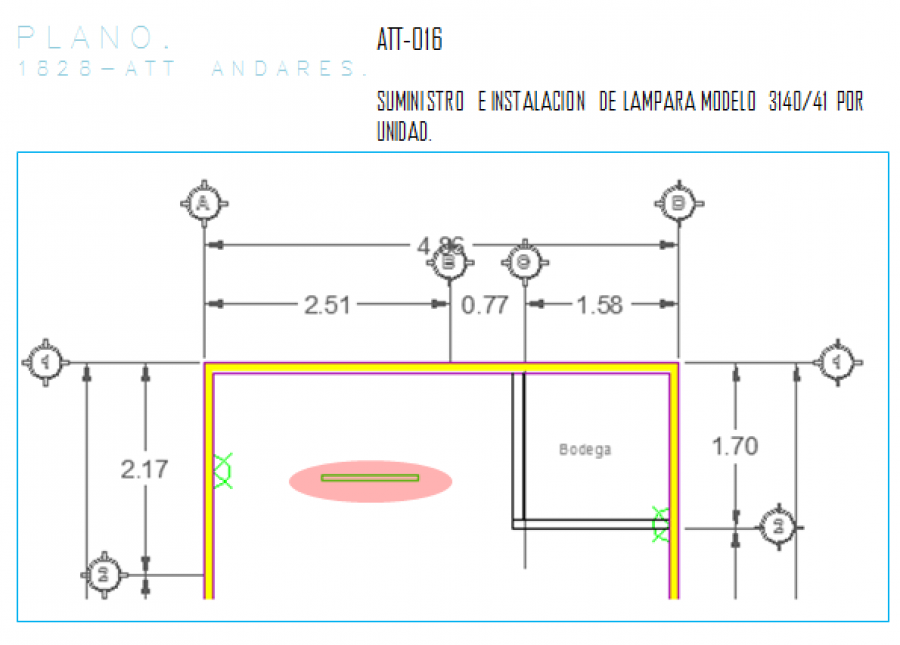 PLANO.
ATT-016
1828-ATT ANDARES.
SUMINISTRO E INSTALACION DE LAMPARA MODELO 3140/41 POR
UNIDAD.
A
D
4.86
B
C
2.51
0.77
1.58
1
1
Bodega
1.70
2.17
2
2